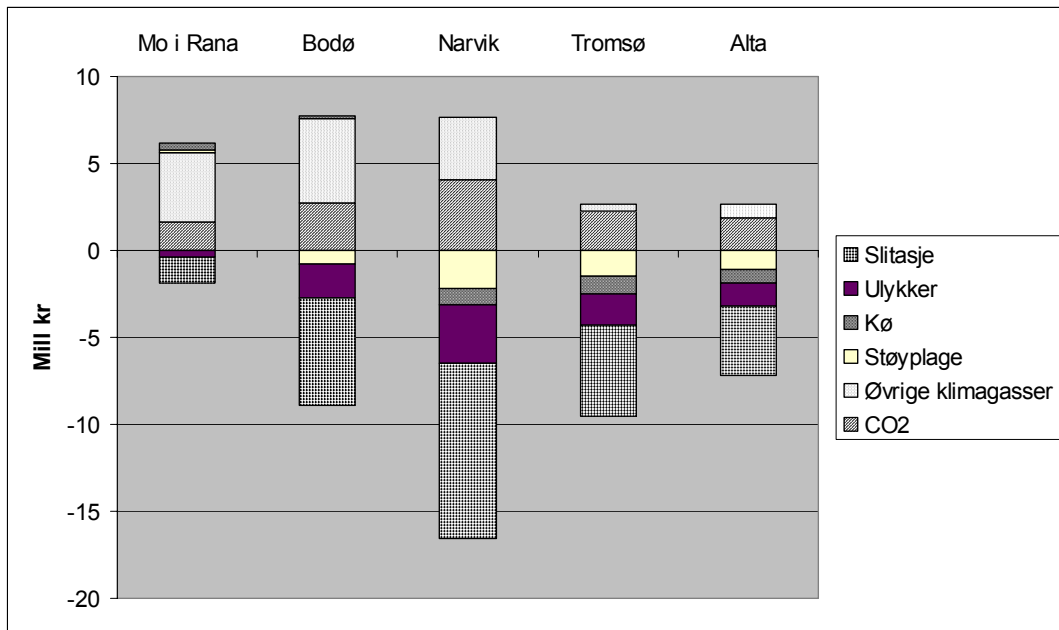 Mo i Rana Bodø Narvik Tromsø Alta
10
5
0
-5
-10
-15
-20
Mill kr
Slitasje
Ulykker
Kø
Støyplage
Øvrige klimagasser
CO2